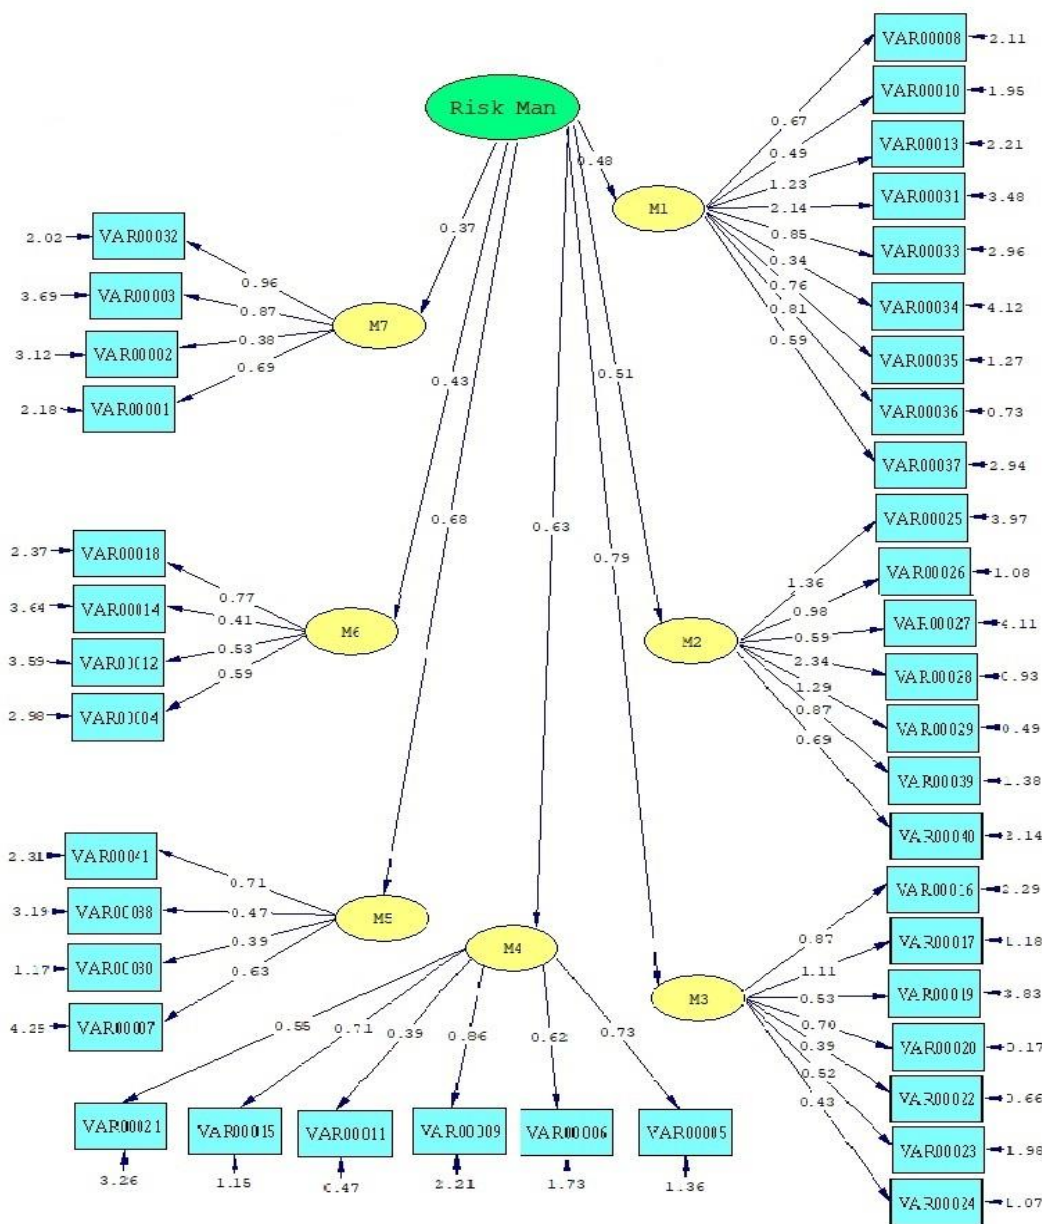 Risk Man
0.48
0.37
0.43
0.68
0.63
0.79
0.51
M1
0.67
0.49
1.23
2.14
0.85
0.34
0.76
0.81
0.59
VAR00008 2.11
VAR00010 1.95
VAR00013 2.21
VAR00031 3.48
VAR00033 2.96
VAR00034 4.12
VAR00035 1.27
VAR00036 0.73
VAR00037 2.94
M2
1.36
0.98
0.59
2.34
1.29
0.87
0.69
VAR00025 3.97
VAR00026 1.08
VAR00027 4.11
VAR00028 0.93
VAR00029 0.49
VAR00039 1.38
VAR00040 2.14
M3
0.87
1.11
0.53
0.70
0.39
0.52
0.43
VAR00016 2.29
VAR00017 1.18
VAR00019 3.83
VAR00020
VAR00022 0.66
VAR00023 1.98
VAR00024 1.07
M7
0.96
0.87
0.38
0.69
2.02 VAR00032
3.69 VAR00003
3.12 VAR00002
2.18 VAR00001
M6
0.77
0.41
0.53
0.59
2.37 VAR00018
3.64 VAR00014
3.59 VAR00012
2.98 VAR00004
M5
0.71
0.47
0.39
0.63
2.31 VAR00041
3.19 VAR00038
VAR00030
4.25 VAR00007
M4
0.55
0.71
0.39
0.86
0.62
0.73
VAR00021 VAR00015 VAR00011 VAR00009 VAR00006 VAR00005
3.26 1.15 2.21 1.73 1.36